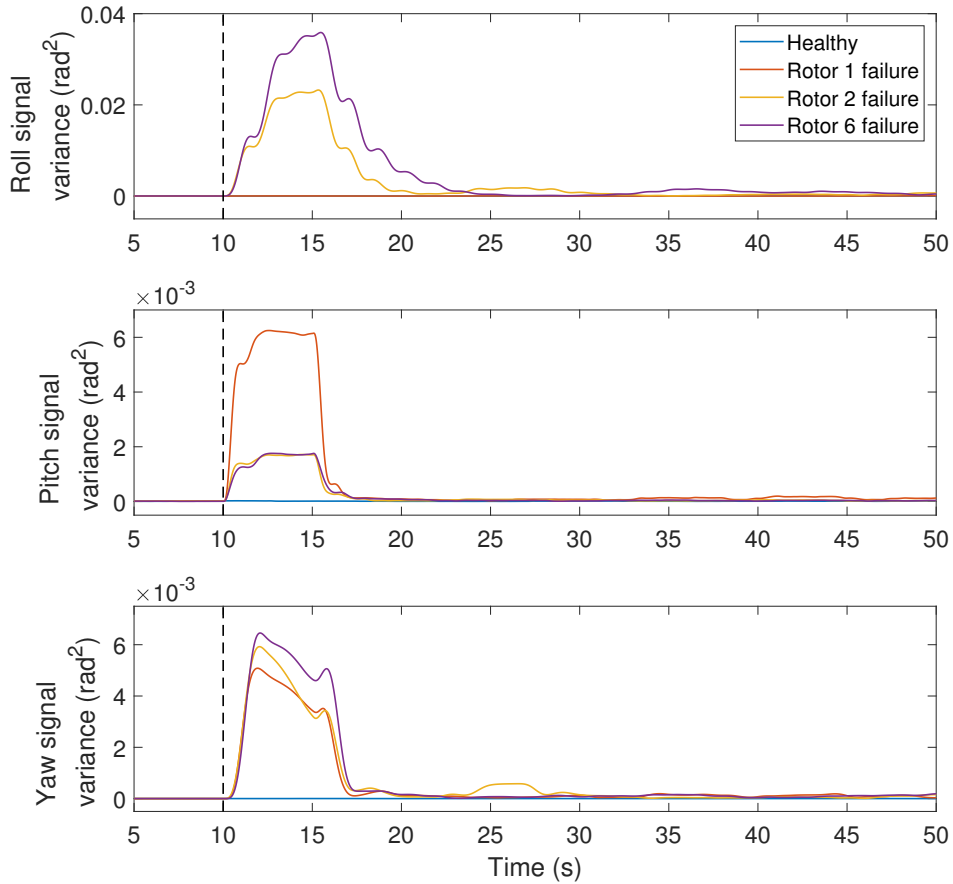 0.04
0.02
0
Roll signal
variance (rad²)
Healthy
Rotor 1 failure
Rotor 2 failure
Rotor 6 failure
5 10 15 20 25 30 35 40 45 50
×10⁻³
6
4
2
0
Pitch signal
variance (rad²)
5 10 15 20 25 30 35 40 45 50
×10⁻³
6
4
2
0
Yaw signal
variance (rad²)
5 10 15 20 25 30 35 40 45 50
Time (s)